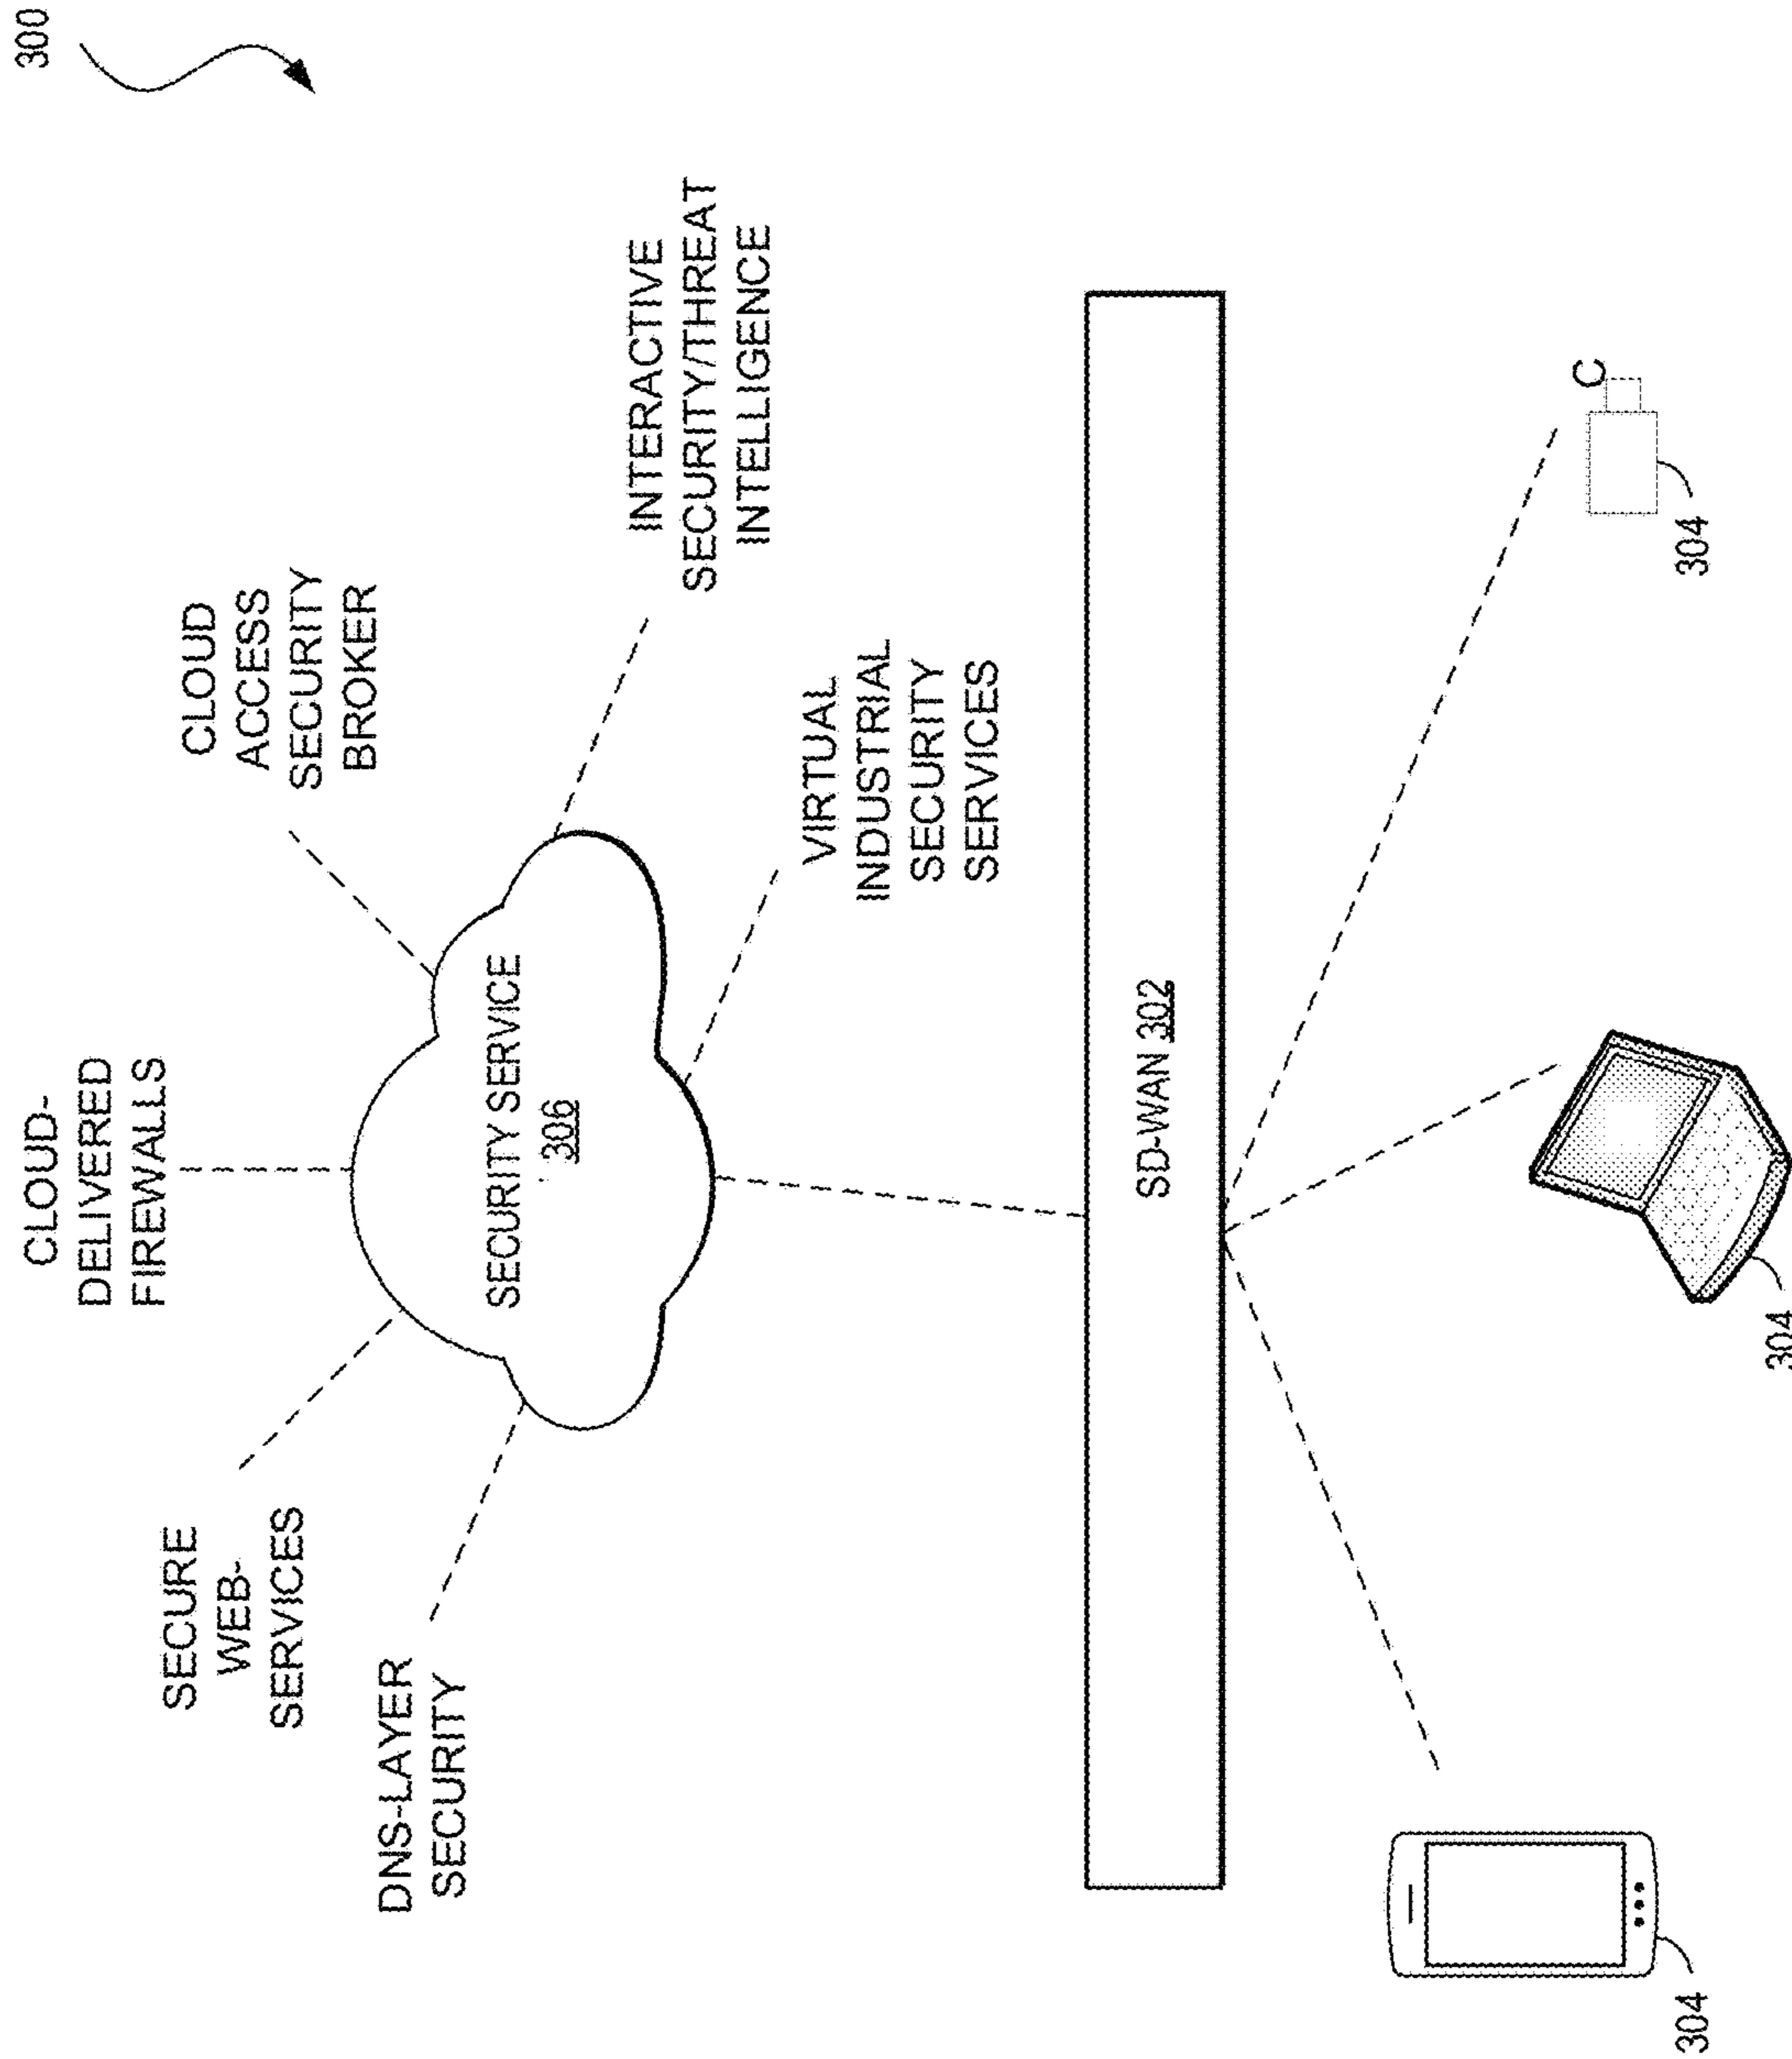 300
CLOUD-
DELIVERED
FIREWALLS
SECURE
WEB-
SERVICES
CLOUD
ACCESS
SECURITY
BROKER
DNS-LAYER
SECURITY
SECURITY SERVICE
306
INTERACTIVE
SECURITY/THREAT
INTELLIGENCE
VIRTUAL
INDUSTRIAL
SECURITY
SERVICES
SD-WAN 302
C
304
304
304